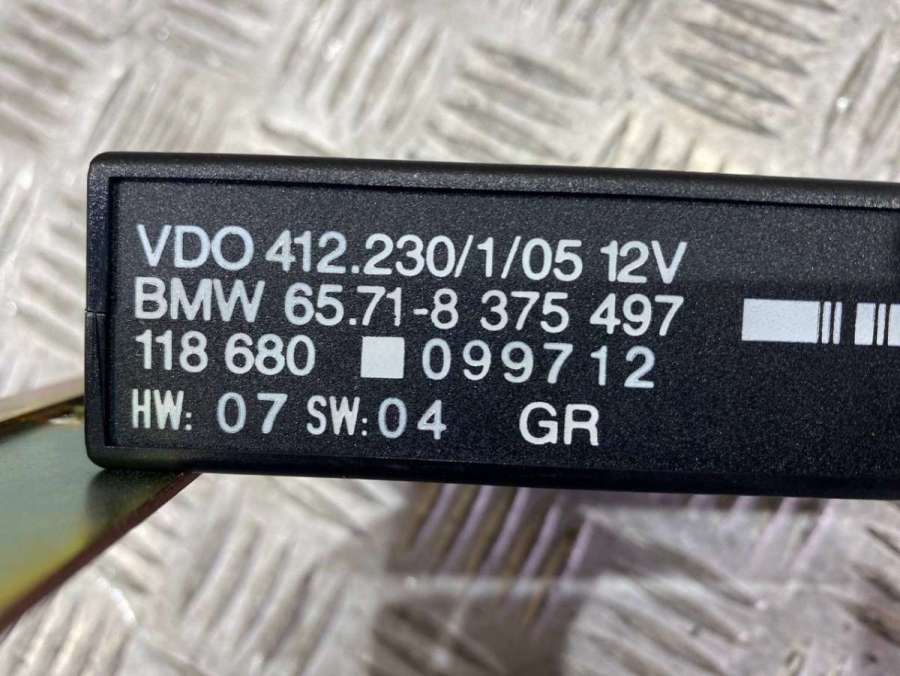 VDO 412.230/1/05 12V
BMW 65.71-8 375 497
118 680 099712
HW: 07 SW: 04 GR